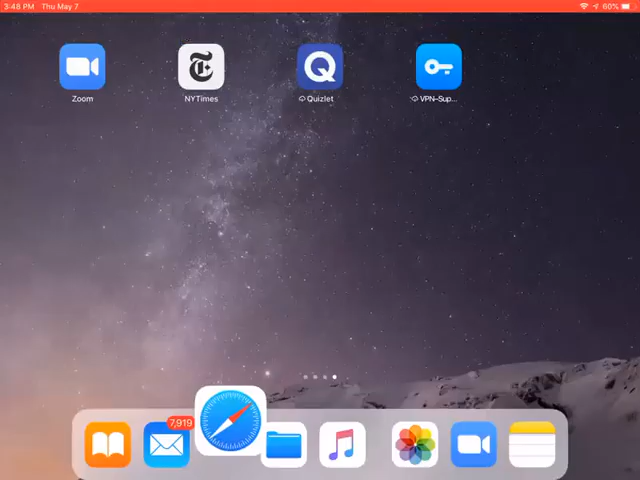 3:48 PM Thu May 7
60%
Zoom
NYTimes
Quizlet
VPN-Sup...
7,919